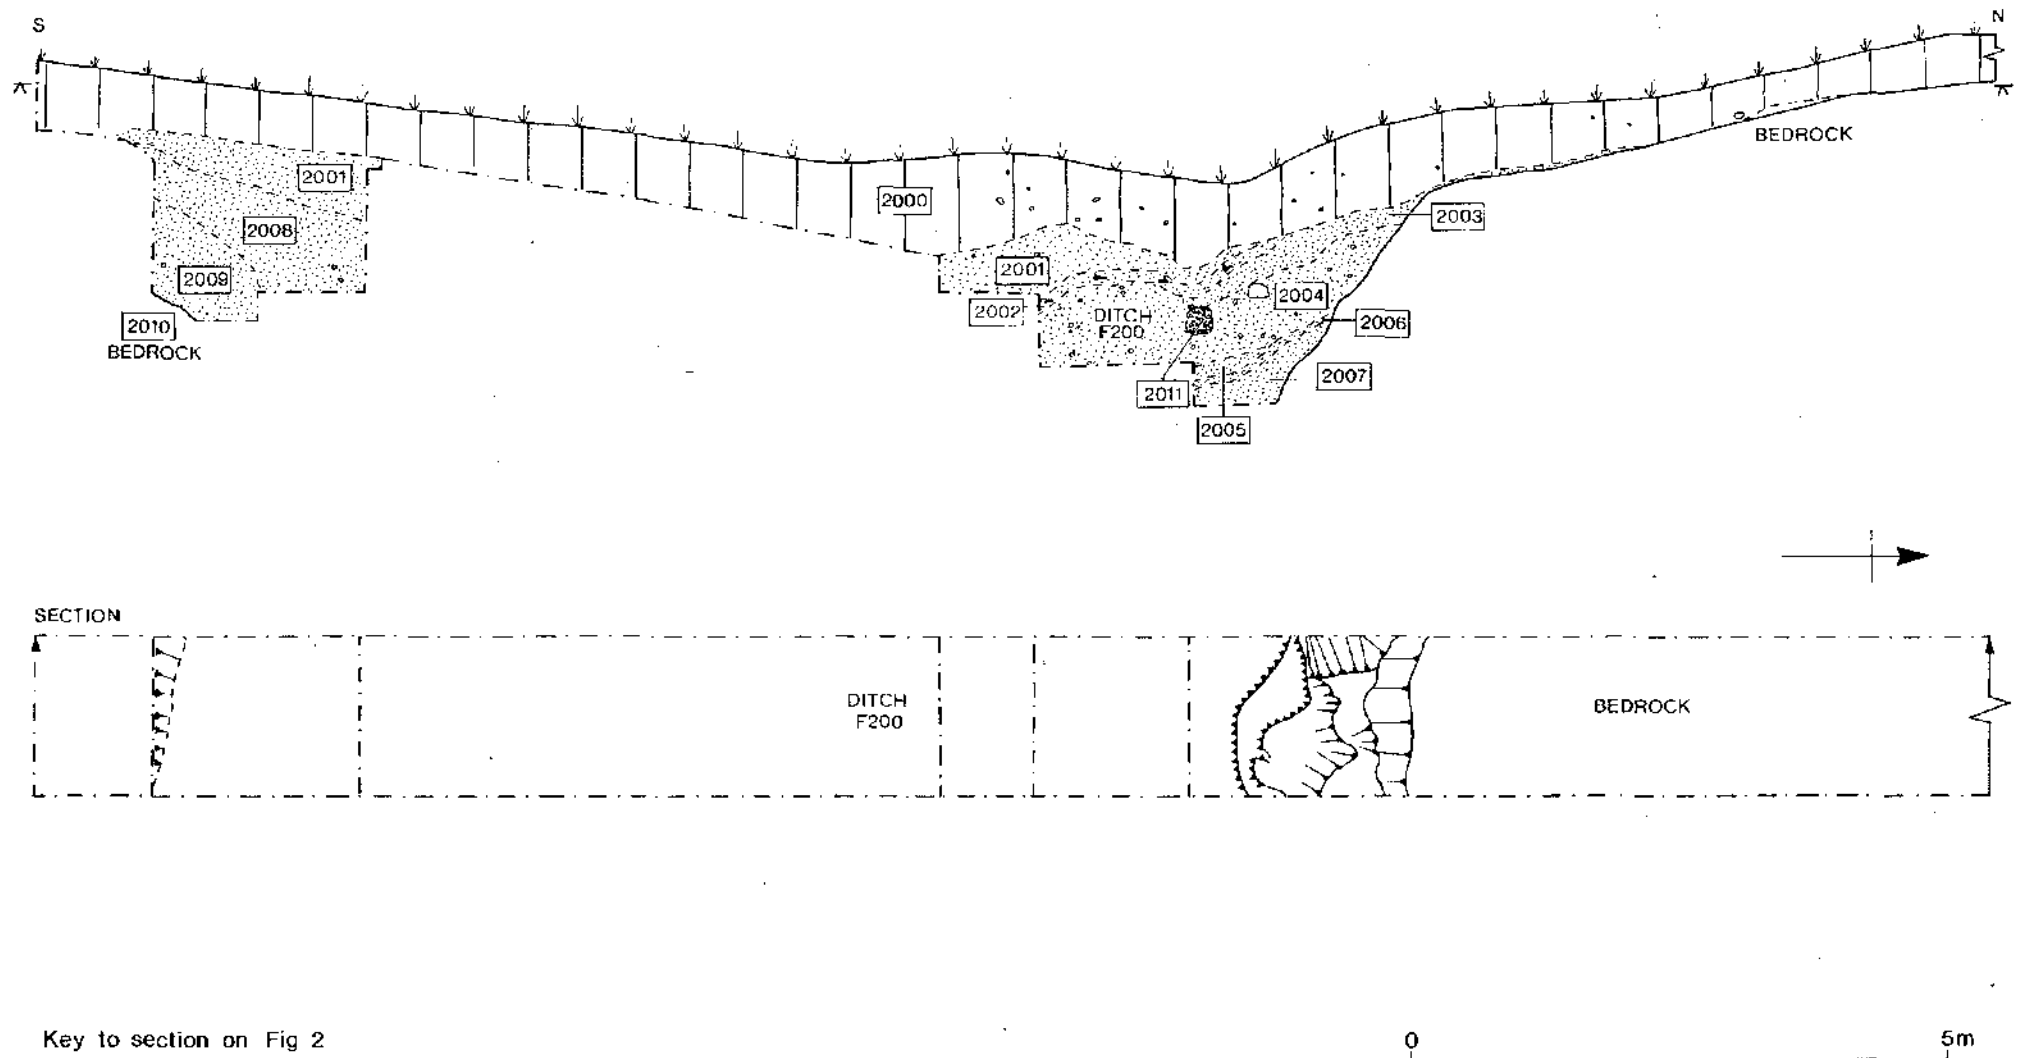 S
N
BEDROCK
2001
2000
2003
2008
2001
2009
2004
2002
DITCH
F200
2006
2010
BEDROCK
2007
2011
2005
SECTION
DITCH
F200
BEDROCK
Key to section on Fig 2
0
5m